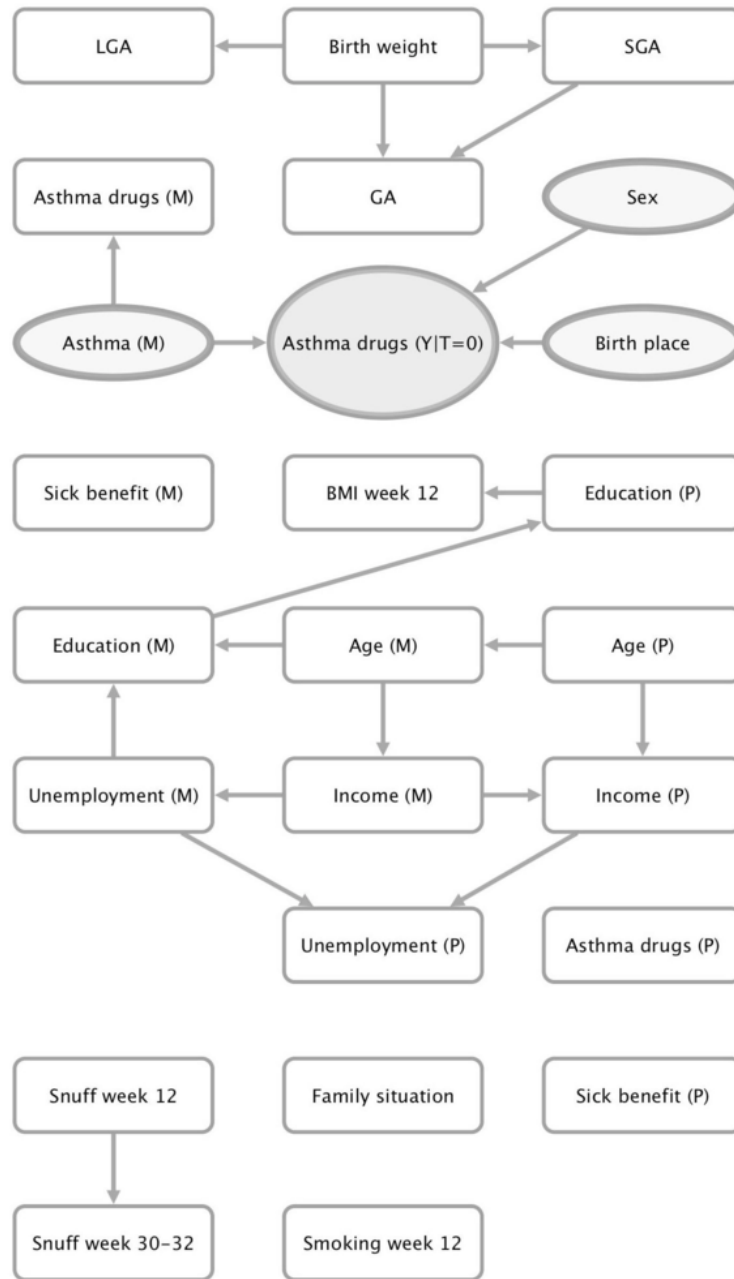 LGA
Birth weight
SGA
Asthma drugs (M)
GA
Sex
Asthma (M)
Asthma drugs (Y|T=0)
Birth place
Sick benefit (M)
BMI week 12
Education (P)
Education (M)
Age (M)
Age (P)
Unemployment (M)
Income (M)
Income (P)
Unemployment (P)
Asthma drugs (P)
Snuff week 12
Family situation
Sick benefit (P)
Snuff week 30-32
Smoking week 12